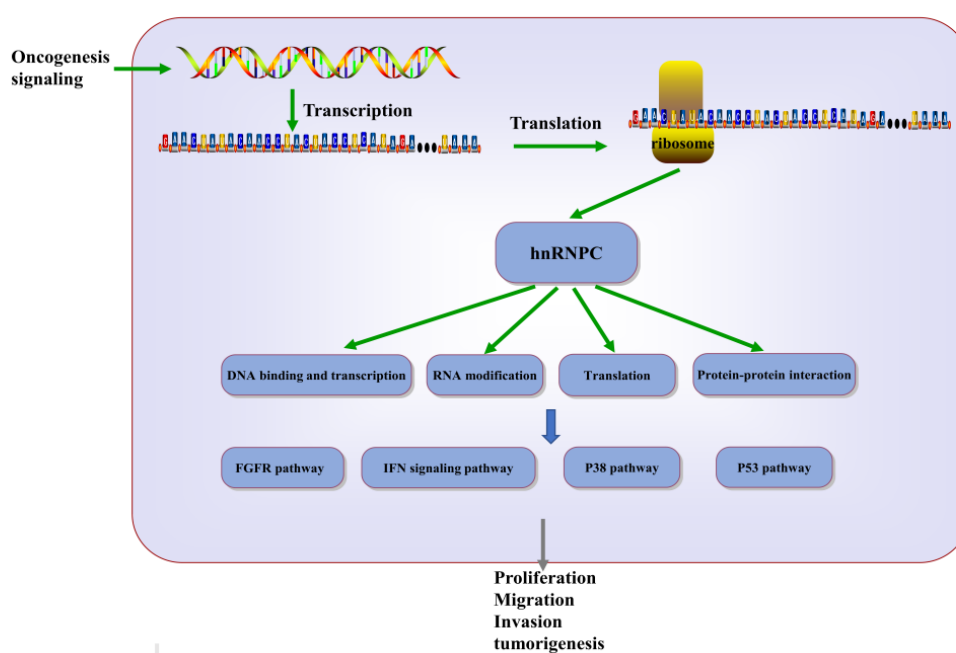 Oncogenesis
signaling
Transcription
Translation
ribosome
hnRNPC
DNA binding and transcription
RNA modification
Translation
Protein-protein interaction
FGFR pathway
IFN signaling pathway
P38 pathway
P53 pathway
Proliferation
Migration
Invasion
tumorigenesis